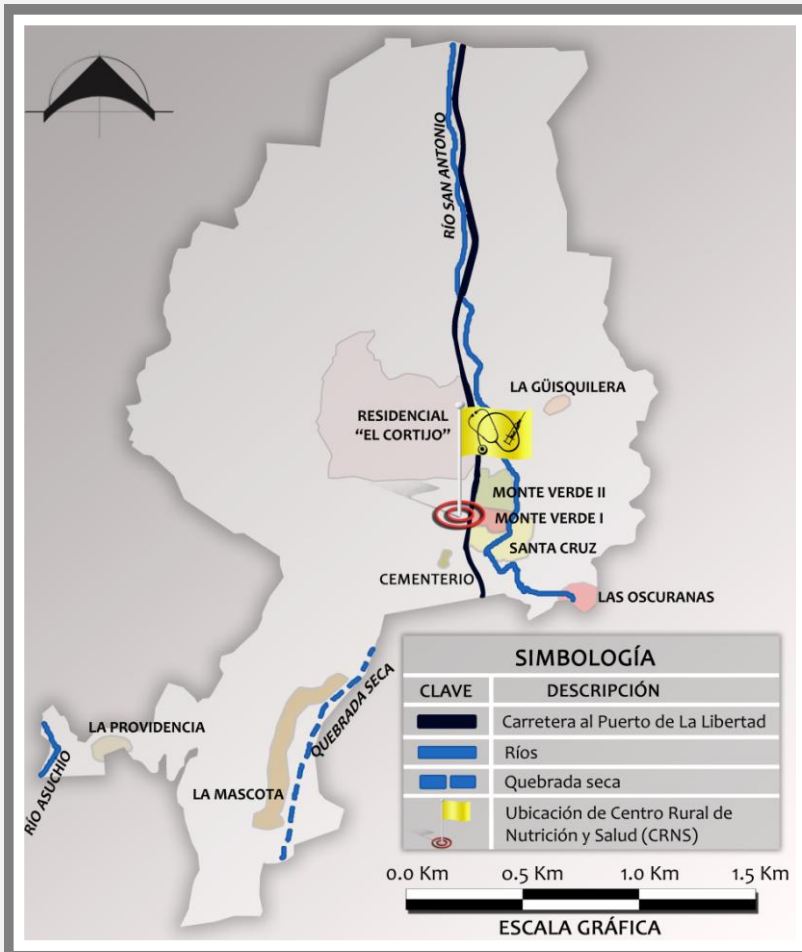 RÍO SAN ANTONIO
LA GÜISQUILERA
RESIDENCIAL
“EL CORTIJO”
MONTE VERDE II
MONTE VERDE I
SANTA CRUZ
CEMENTERIO
LAS OSCURANAS
QUEBRADA SECA
LA PROVIDENCIA
LA MASCOTA
RÍO ASUCHIO
SIMBOLOGÍA
CLAVE DESCRIPCIÓN
Carretera al Puerto de La Libertad
Ríos
Quebrada seca
Ubicación de Centro Rural de
Nutrición y Salud (CRNS)
0.0 Km 0.5 Km 1.0 Km 1.5 Km
ESCALA GRÁFICA